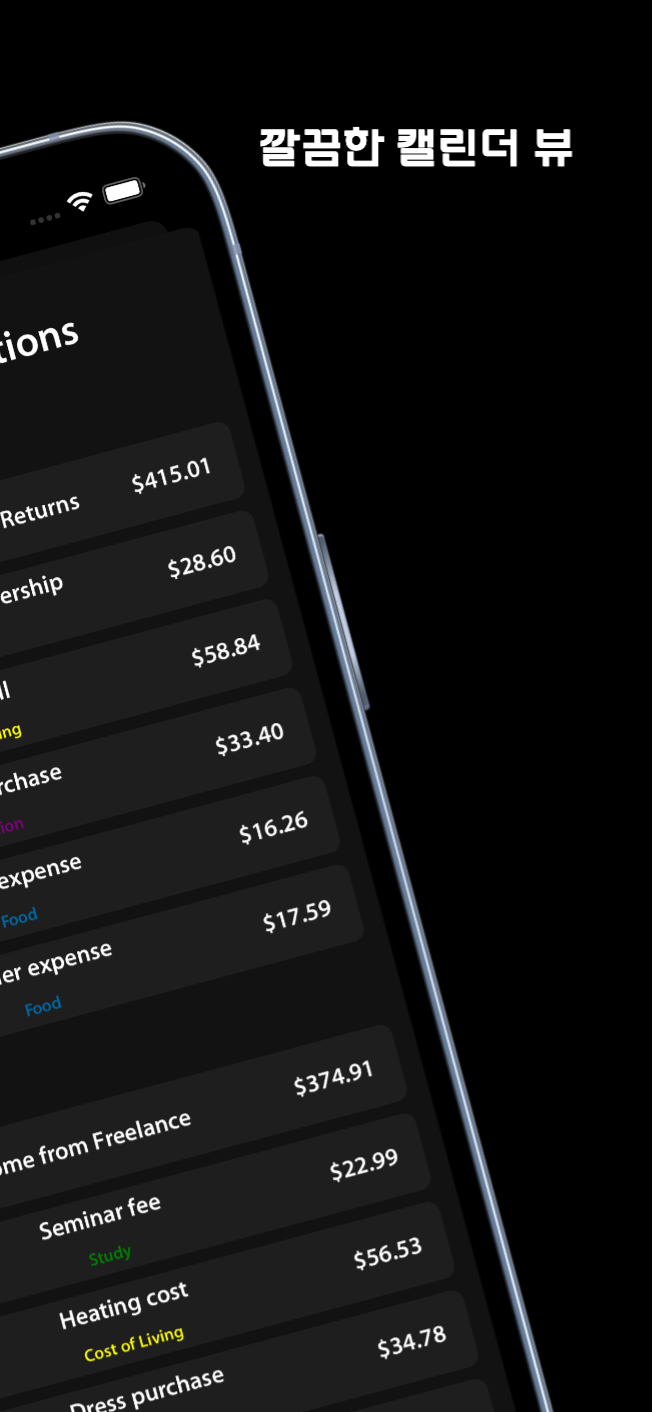 깔끔한 캘린더 뷰
tions
Returns
$415.01
ership
$28.60
ll
$58.84
ng
rchase
$33.40
ion
expense
$16.26
Food
er expense
$17.59
Food
ome from Freelance
$374.91
Seminar fee
$22.99
Study
Heating cost
$56.53
Cost of Living
Dress purchase
$34.78